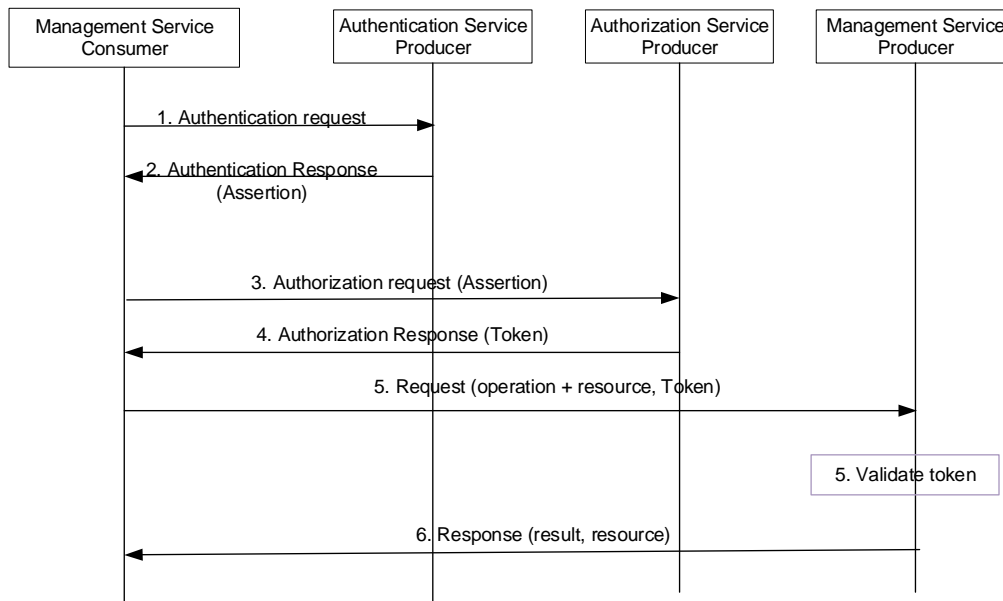 Management Service
Consumer
Authentication Service
Producer
Authorization Service
Producer
Management Service
Producer
1. Authentication request
2. Authentication Response
(Assertion)
3. Authorization request (Assertion)
4. Authorization Response (Token)
5. Request (operation + resource, Token)
5. Validate token
6. Response (result, resource)